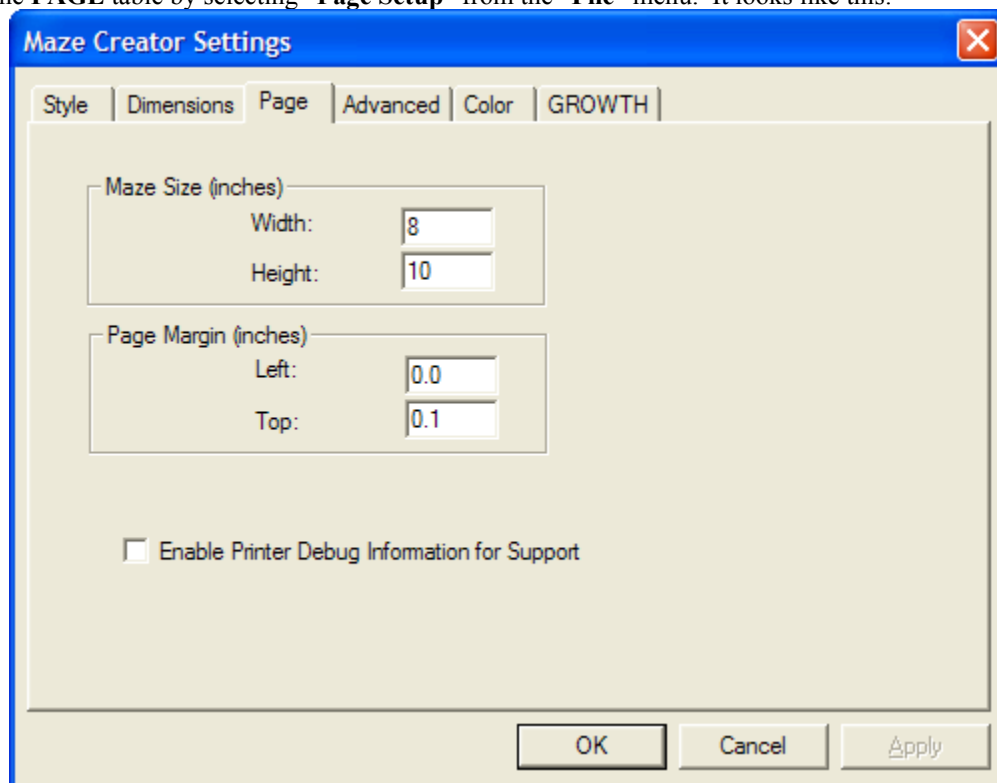 PAGE table by selecting "Page Setup" from the "File" menu. It looks like this:
Maze Creator Settings
Style Dimensions Page Advanced Color GROWTH
Maze Size (inches)
Width: 8
Height: 10
Page Margin (inches)
Left: 0.0
Top: 0.1
Enable Printer Debug Information for Support
OK Cancel Apply